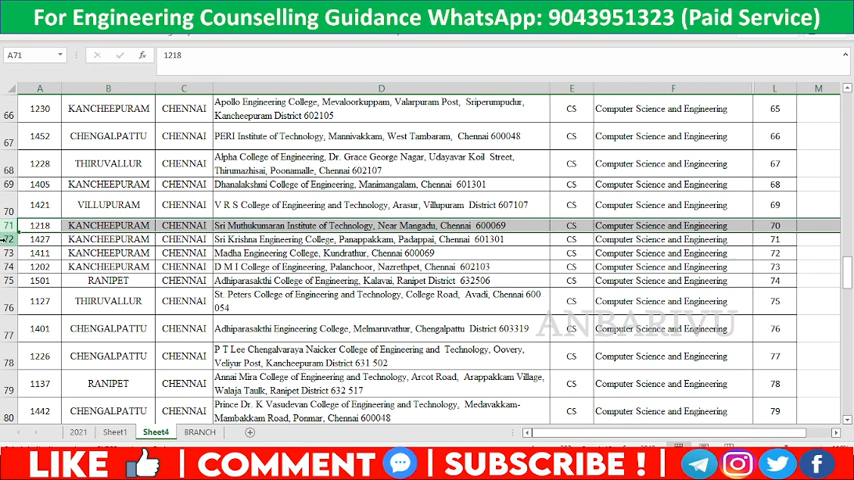 For Engineering Counselling Guidance WhatsApp: 9043951323 (Paid Service)
A71 fx 1218
A B C D E F L M
66 1230 KANCHEEPURAM CHENNAI Apollo Engineering College, Mevaloorkuppam, Valarpuram Post, Sriperumpudur, CS Computer Science and Engineering 65
Kancheepuram District 602105
67 1452 CHENGALPATTU CHENNAI PERI Institute of Technology, Mannivakkam, West Tambaram, Chennai 600048 CS Computer Science and Engineering 66
68 1228 THIRUVALLUR CHENNAI Alpha College of Engineering, Dr. Grace George Nagar, Udayavar Koil Street, CS Computer Science and Engineering 67
Thirumazhisai, Poonamalle, Chennai 602107
69 1405 KANCHEEPURAM CHENNAI Dhanalakshmi College of Engineering, Manimangalam, Chennai 601301 CS Computer Science and Engineering 68
70 1421 VILLUPURAM CHENNAI V R S College of Engineering and Technology, Arasur, Villupuram District 607107 CS Computer Science and Engineering 69
71 1218 KANCHEEPURAM CHENNAI Sri Muthukumaran Institute of Technology, Near Mangadu, Chennai 600069 CS Computer Science and Engineering 70
72 1427 KANCHEEPURAM CHENNAI Sri Krishna Engineering College, Panappakkam, Padappai, Chennai 601301 CS Computer Science and Engineering 71
73 1411 KANCHEEPURAM CHENNAI Madha Engineering College, Kundrathur, Chennai 600069 CS Computer Science and Engineering 72
74 1202 KANCHEEPURAM CHENNAI D M I College of Engineering, Palanchoor, Nazrethpet, Chennai 602103 CS Computer Science and Engineering 73
75 1501 RANIPET CHENNAI Adhiparasakthi College of Engineering, Kalavai, Ranipet District 632506 CS Computer Science and Engineering 74
76 1127 THIRUVALLUR CHENNAI St. Peters College of Engineering and Technology, College Road, Avadi, Chennai 600 CS Computer Science and Engineering 75
054
77 1401 CHENGALPATTU CHENNAI Adhiparasakthi Engineering College, Melmaruvathur, Chengalpattu District 603319 CS Computer Science and Engineering 76
ANBARIVU
78 1226 CHENGALPATTU CHENNAI P T Lee Chengalvaraya Naicker College of Engineering and Technology, Oovery, CS Computer Science and Engineering 77
Veliyur Post, Kancheepuram District 631 502
79 1137 RANIPET CHENNAI Annai Mira College of Engineering and Technology, Arcot Road, Arappakkam Village, CS Computer Science and Engineering 78
Walaja Taulk, Ranipet District 632 517
80 1442 CHENGALPATTU CHENNAI Prince Dr. K Vasudevan College of Engineering and Technology, Medavakkam- CS Computer Science and Engineering 79
Mambakkam Road, Ponmar, Chennai 600048
2021 Sheet1 Sheet4 BRANCH
LIKE | COMMENT | SUBSCRIBE ! |